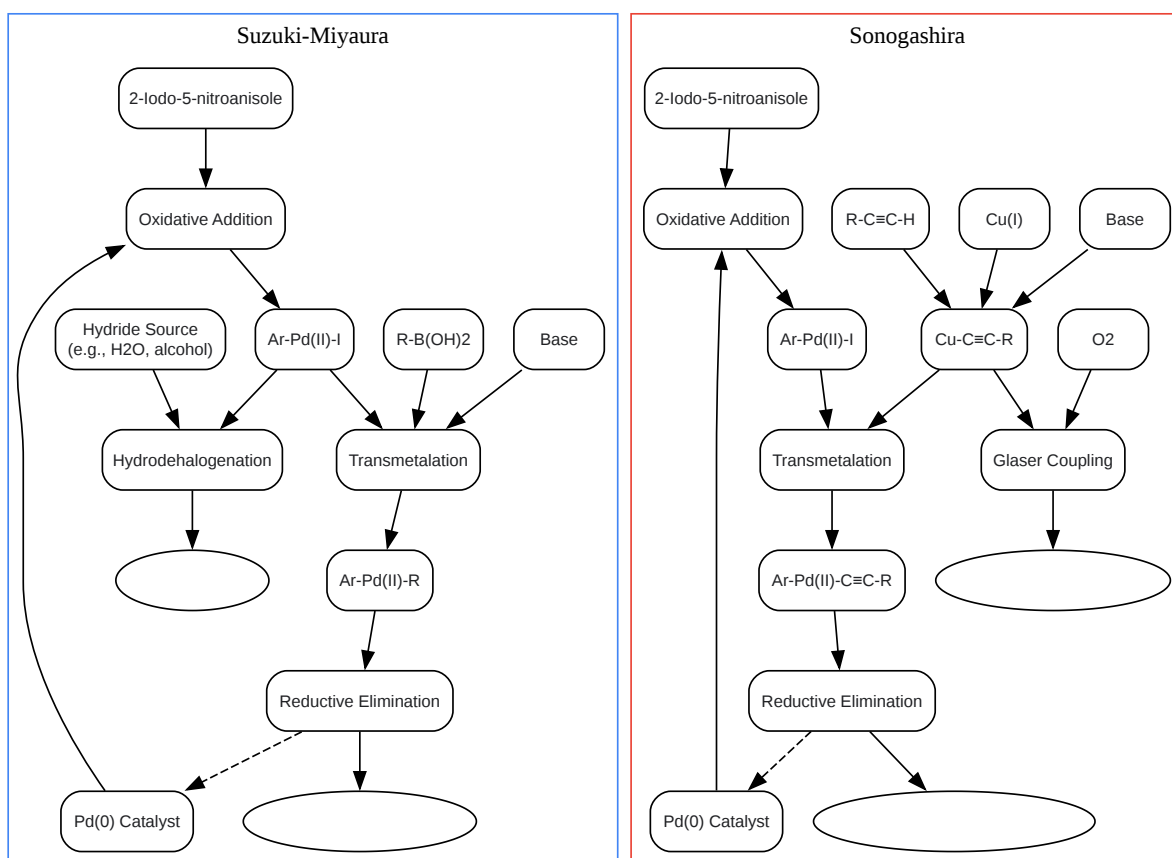 Suzuki-Miyaura
2-Iodo-5-nitroanisole
Oxidative Addition
Hydride Source
(e.g., H2O, alcohol)
Ar-Pd(II)-I
R-B(OH)2
Base
Hydrodehalogenation
Transmetalation
Ar-Pd(II)-R
Reductive Elimination
Pd(0) Catalyst
Sonogashira
2-Iodo-5-nitroanisole
Oxidative Addition
R-C≡C-H
Cu(I)
Base
Ar-Pd(II)-I
Cu-C≡C-R
O2
Transmetalation
Glaser Coupling
Ar-Pd(II)-C≡C-R
Reductive Elimination
Pd(0) Catalyst